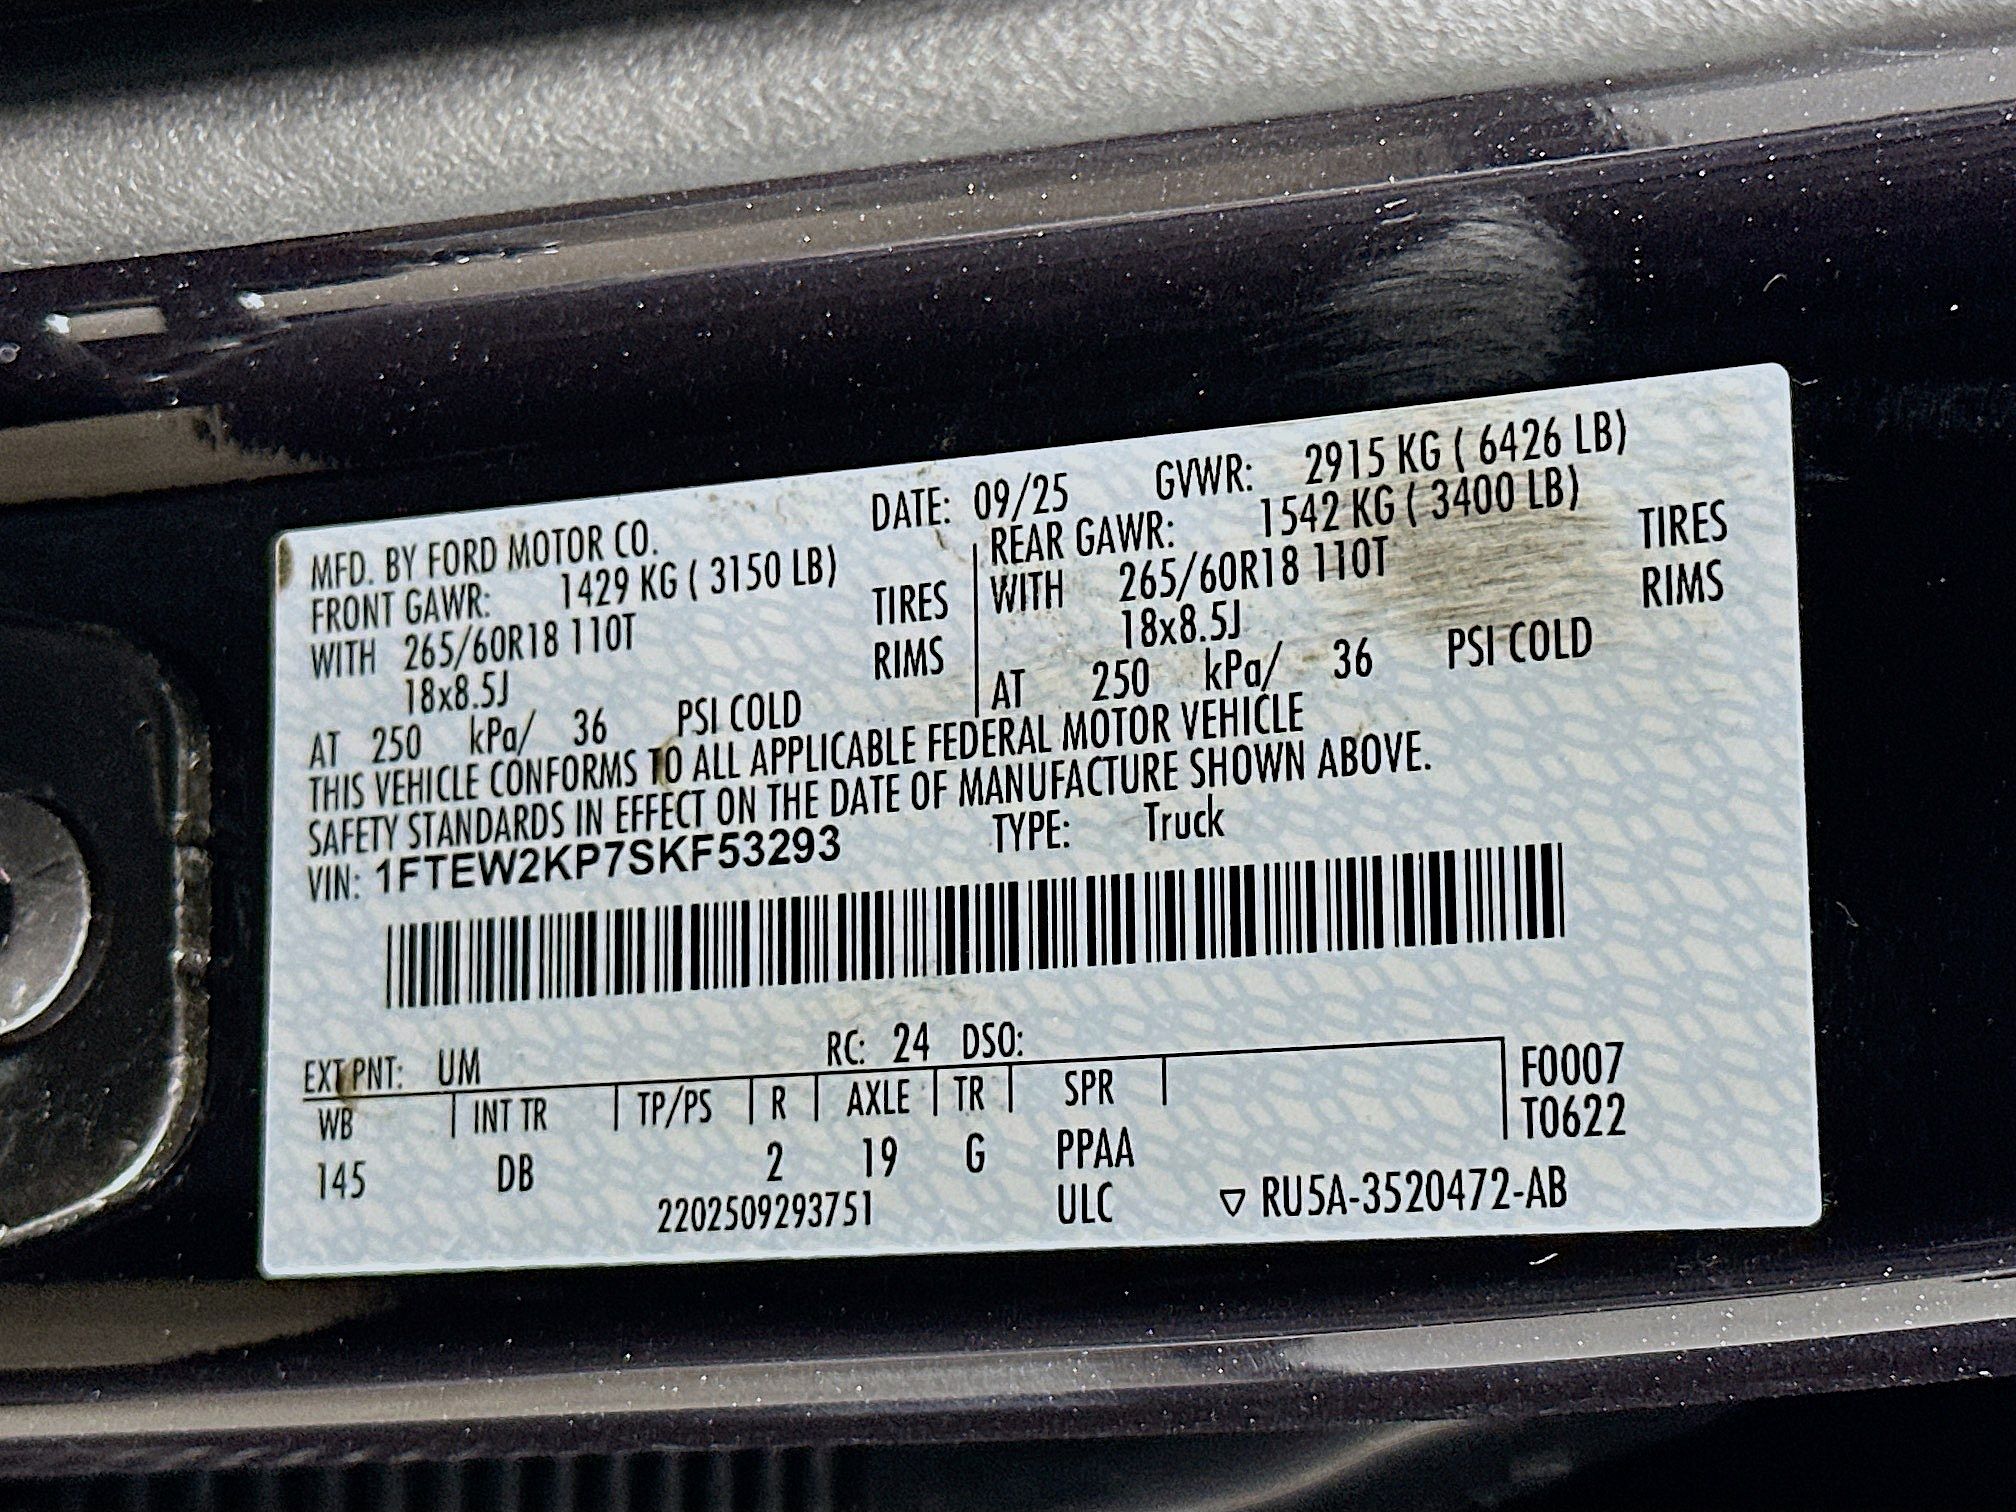 MFD. BY FORD MOTOR CO. DATE: 09/25 GVWR: 2915 KG ( 6426 LB)
FRONT GAWR: 1429 KG ( 3150 LB) REAR GAWR: 1542 KG ( 3400 LB)
WITH 265/60R18 110T TIRES WITH 265/60R18 110T TIRES
18x8.5J RIMS 18x8.5J RIMS
AT 250 kPa/ 36 PSI COLD AT 250 kPa/ 36 PSI COLD
THIS VEHICLE CONFORMS TO ALL APPLICABLE FEDERAL MOTOR VEHICLE
SAFETY STANDARDS IN EFFECT ON THE DATE OF MANUFACTURE SHOWN ABOVE.
VIN: 1FTEW2KP7SKF53293 TYPE: Truck
EXT PNT: UM RC: 24 DSO:
WB INT TR TP/PS R AXLE TR SPR F0007
T0622
145 DB 2 19 G PPAA
2202509293751 ULC ▽ RU5A-3520472-AB